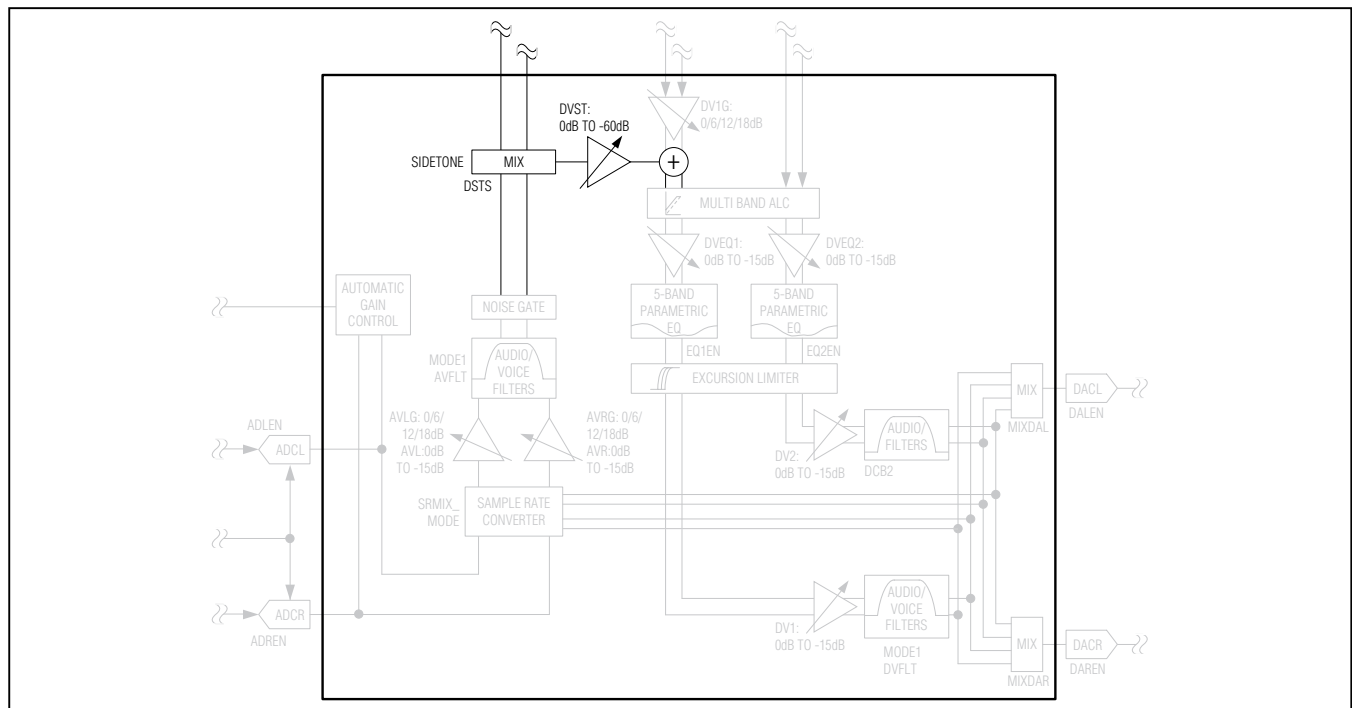 DVST:
0dB TO -60dB
DV1G:
0/6/12/18dB
SIDETONE
MIX
DSTS
+
MULTI BAND ALC
DVEQ1:
0dB TO -15dB
DVEQ2:
0dB TO -15dB
AUTOMATIC
GAIN
CONTROL
NOISE GATE
5-BAND
PARAMETRIC
EQ
5-BAND
PARAMETRIC
EQ
EQ1EN
EQ2EN
MODE1
AVFLT
AUDIO/
VOICE
FILTERS
EXCURSION LIMITER
MIX
DACL
DALEN
MIXDAL
AVLG: 0/6/
12/18dB
AVL:0dB
TO -15dB
AVRG: 0/6/
12/18dB
AVR:0dB
TO -15dB
ADLEN
ADCL
DV2:
0dB TO -15dB
AUDIO/
FILTERS
DCB2
SRMIX_
MODE
SAMPLE RATE
CONVERTER
ADCR
ADREN
DV1:
0dB TO -15dB
AUDIO/
VOICE
FILTERS
MODE1
DVFLT
MIX
DACR
DAREN
MIXDAR